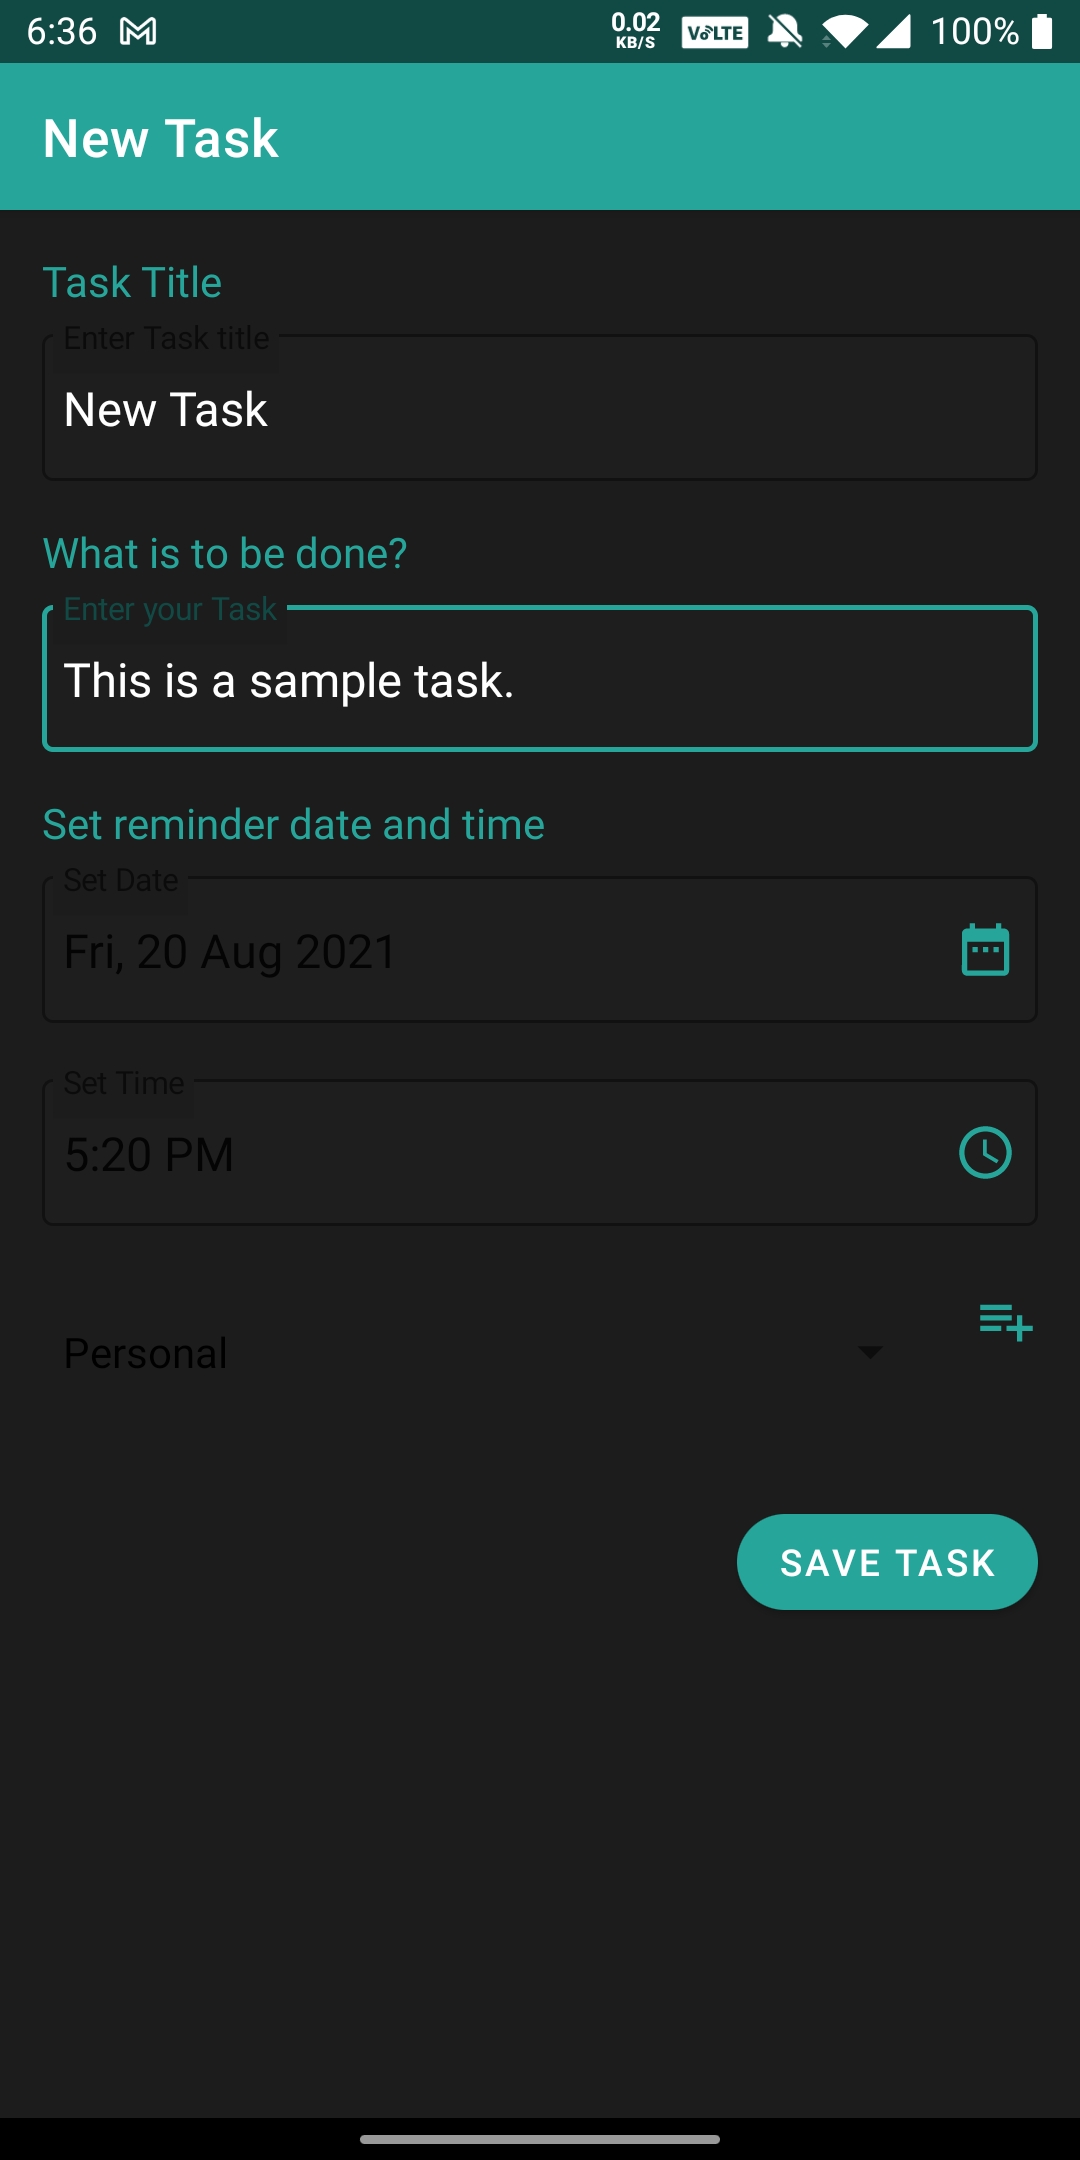 6:36 0.02 KB/S VoLTE 100%
New Task
Task Title
Enter Task title
New Task
What is to be done?
Enter your Task
This is a sample task.
Set reminder date and time
Set Date
Fri, 20 Aug 2021
Set Time
5:20 PM
Personal
SAVE TASK